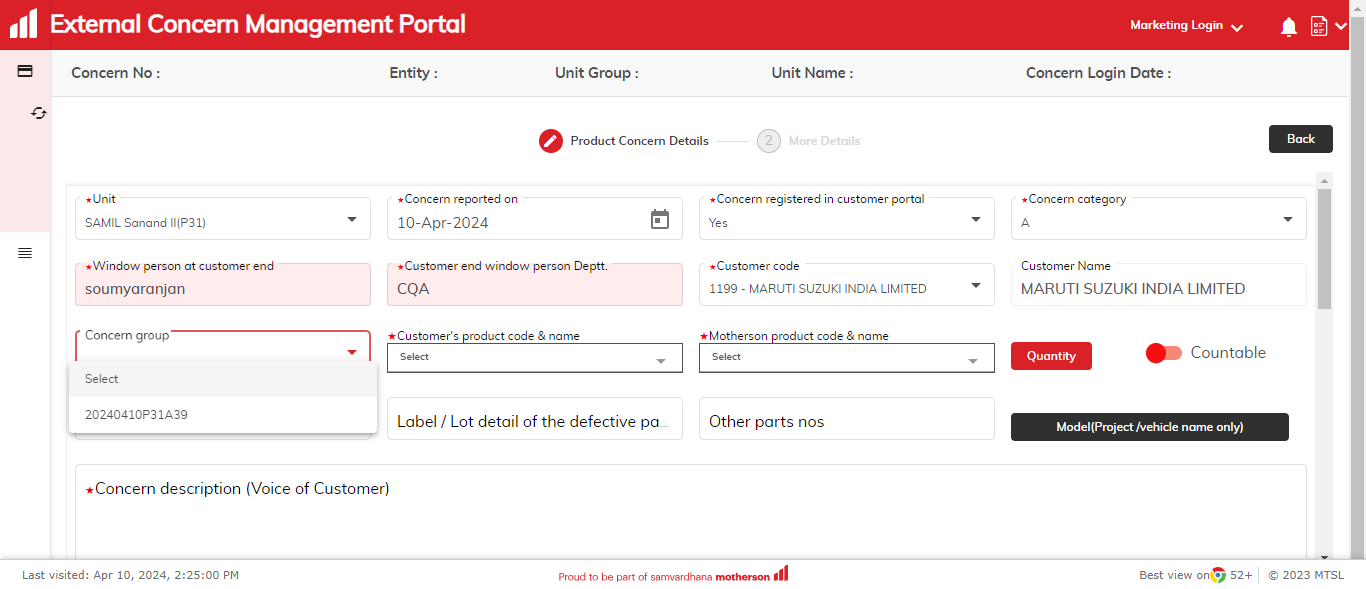 External Concern Management Portal
Marketing Login
Concern No :
Entity :
Unit Group :
Unit Name :
Concern Login Date :
Product Concern Details
2
More Details
Back
★Unit
SAMIL Sanand II(P31)
★Concern reported on
10-Apr-2024
★Concern registered in customer portal
Yes
★Concern category
A
★Window person at customer end
soumyaranjan
★Customer end window person Deptt.
CQA
★Customer code
1199 - MARUTI SUZUKI INDIA LIMITED
Customer Name
MARUTI SUZUKI INDIA LIMITED
Concern group
Select
20240410P31A39
★Customer's product code & name
Select
★Motherson product code & name
Select
Quantity
Countable
Label / Lot detail of the defective pa...
Other parts nos
Model(Project /vehicle name only)
★Concern description (Voice of Customer)
Last visited: Apr 10, 2024, 2:25:00 PM
Proud to be part of samvardhana motherson
Best view on 52+
© 2023 MTSL